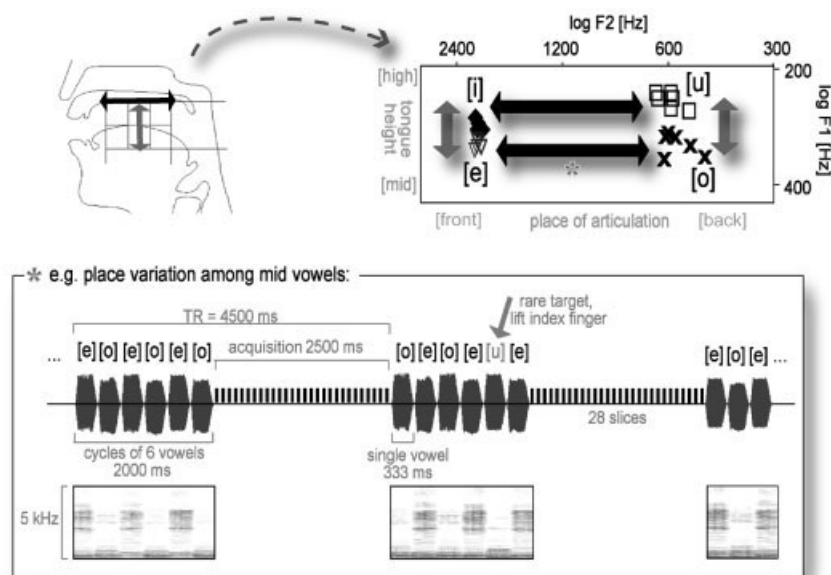 log F2 [Hz]
2400 1200 600 300
[high]
tongue
height
[mid]
[i]
[e]
[u]
[o]
200
400
log F1 [Hz]
[front] place of articulation [back]
* e.g. place variation among mid vowels:
TR = 4500 ms
rare target,
lift index finger
... [e] [o] [e] [o] [e] [o]
acquisition 2500 ms
[o] [e] [o] [e] [u] [e]
[e] [o] [e] ...
28 slices
cycles of 6 vowels
2000 ms
single vowel
333 ms
5 kHz